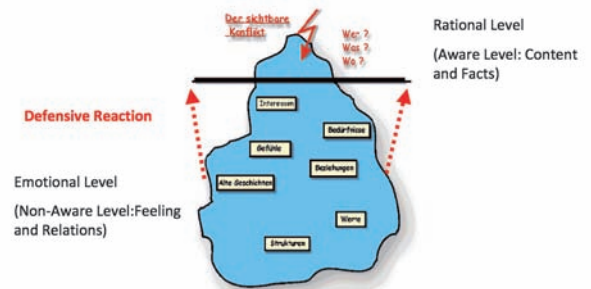 Der sichtbare
Konflikt
Wer ?
Was ?
Wo ?
Rational Level
(Aware Level: Content
and Facts)
Interessen
Defensive Reaction
Bedürfnisse
Gefühle
Beziehungen
Alte Geschichten
Emotional Level
(Non-Aware Level:Feeling
and Relations)
Werte
Strukturen